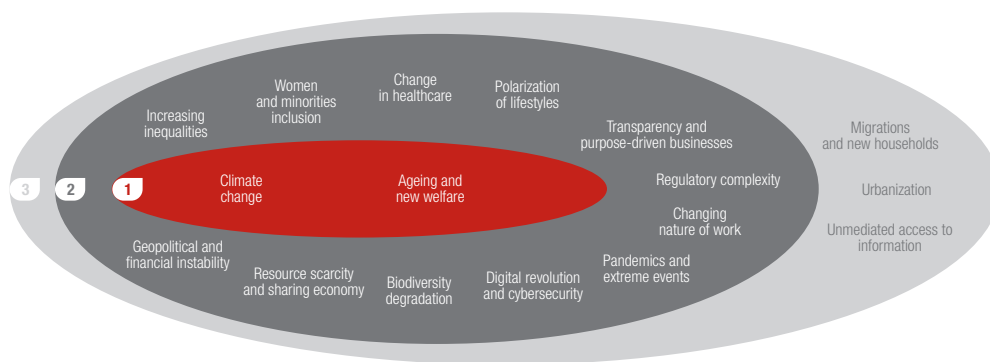 Women
and minorities
inclusion
Change
in healthcare
Polarization
of lifestyles
Increasing
inequalities
Transparency and
purpose-driven businesses
Migrations
and new households
3
2
1
Climate
change
Ageing and
new welfare
Regulatory complexity
Urbanization
Changing
nature of work
Unmediated access to
information
Geopolitical and
financial instability
Resource scarcity
and sharing economy
Biodiversity
degradation
Digital revolution
and cybersecurity
Pandemics and
extreme events